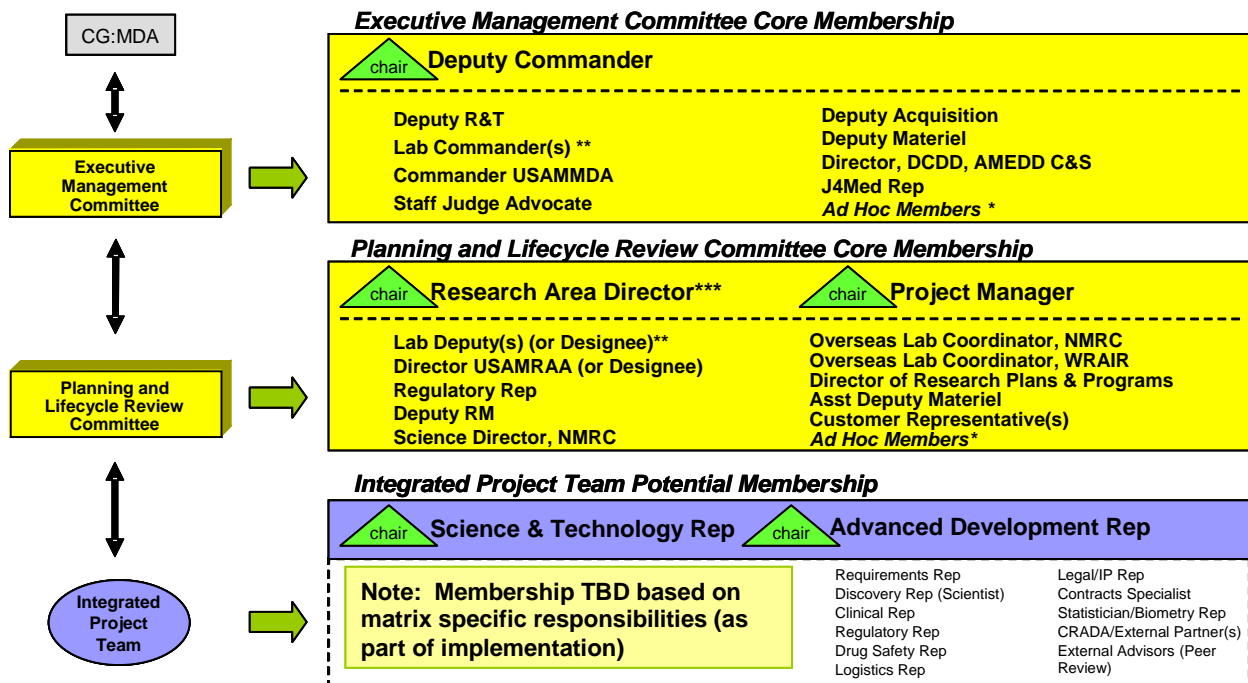 CG:MDA
Executive
Management
Committee
Planning and
Lifecycle Review
Committee
Integrated
Project
Team
Executive Management Committee Core Membership
chair Deputy Commander
Deputy R&T
Lab Commander(s) **
Commander USAMMDA
Staff Judge Advocate
Deputy Acquisition
Deputy Materiel
Director, DCDD, AMEDD C&S
J4Med Rep
Ad Hoc Members *
Planning and Lifecycle Review Committee Core Membership
chair Research Area Director***
chair Project Manager
Lab Deputy(s) (or Designee)**
Director USAMRAA (or Designee)
Regulatory Rep
Deputy RM
Science Director, NMRC
Overseas Lab Coordinator, NMRC
Overseas Lab Coordinator, WRAIR
Director of Research Plans & Programs
Asst Deputy Materiel
Customer Representative(s)
Ad Hoc Members*
Integrated Project Team Potential Membership
chair Science & Technology Rep
chair Advanced Development Rep
Note: Membership TBD based on
matrix specific responsibilities (as
part of implementation)
Requirements Rep
Discovery Rep (Scientist)
Clinical Rep
Regulatory Rep
Drug Safety Rep
Logistics Rep
Legal/IP Rep
Contracts Specialist
Statistician/Biometry Rep
CRADA/External Partner(s)
External Advisors (Peer
Review)